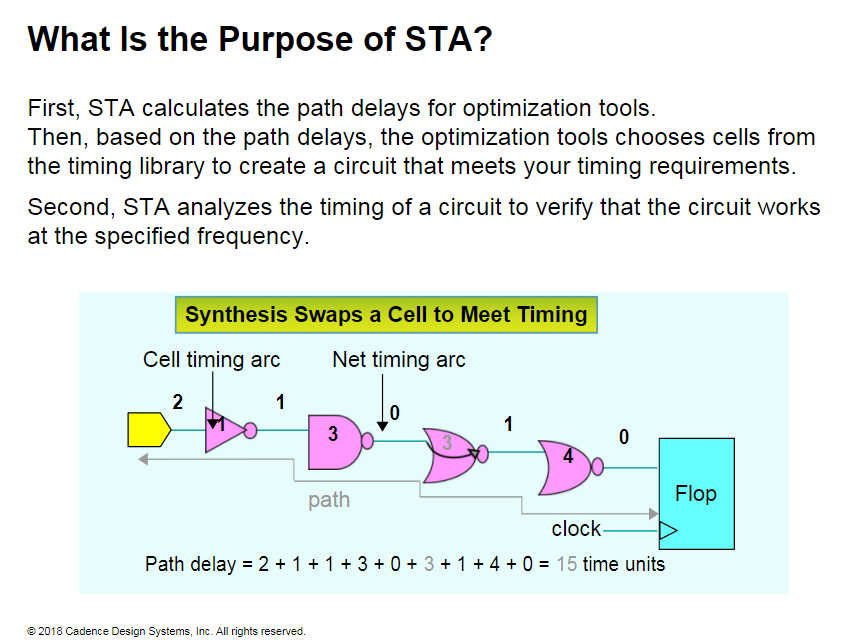 What Is the Purpose of STA?
First, STA calculates the path delays for optimization tools.
Then, based on the path delays, the optimization tools chooses cells from
the timing library to create a circuit that meets your timing requirements.
Second, STA analyzes the timing of a circuit to verify that the circuit works
at the specified frequency.
Synthesis Swaps a Cell to Meet Timing
Cell timing arc
Net timing arc
2
1
1
3
0
3
1
4
0
Flop
path
clock
Path delay = 2 + 1 + 1 + 3 + 0 + 3 + 1 + 4 + 0 = 15 time units
© 2018 Cadence Design Systems, Inc. All rights reserved.